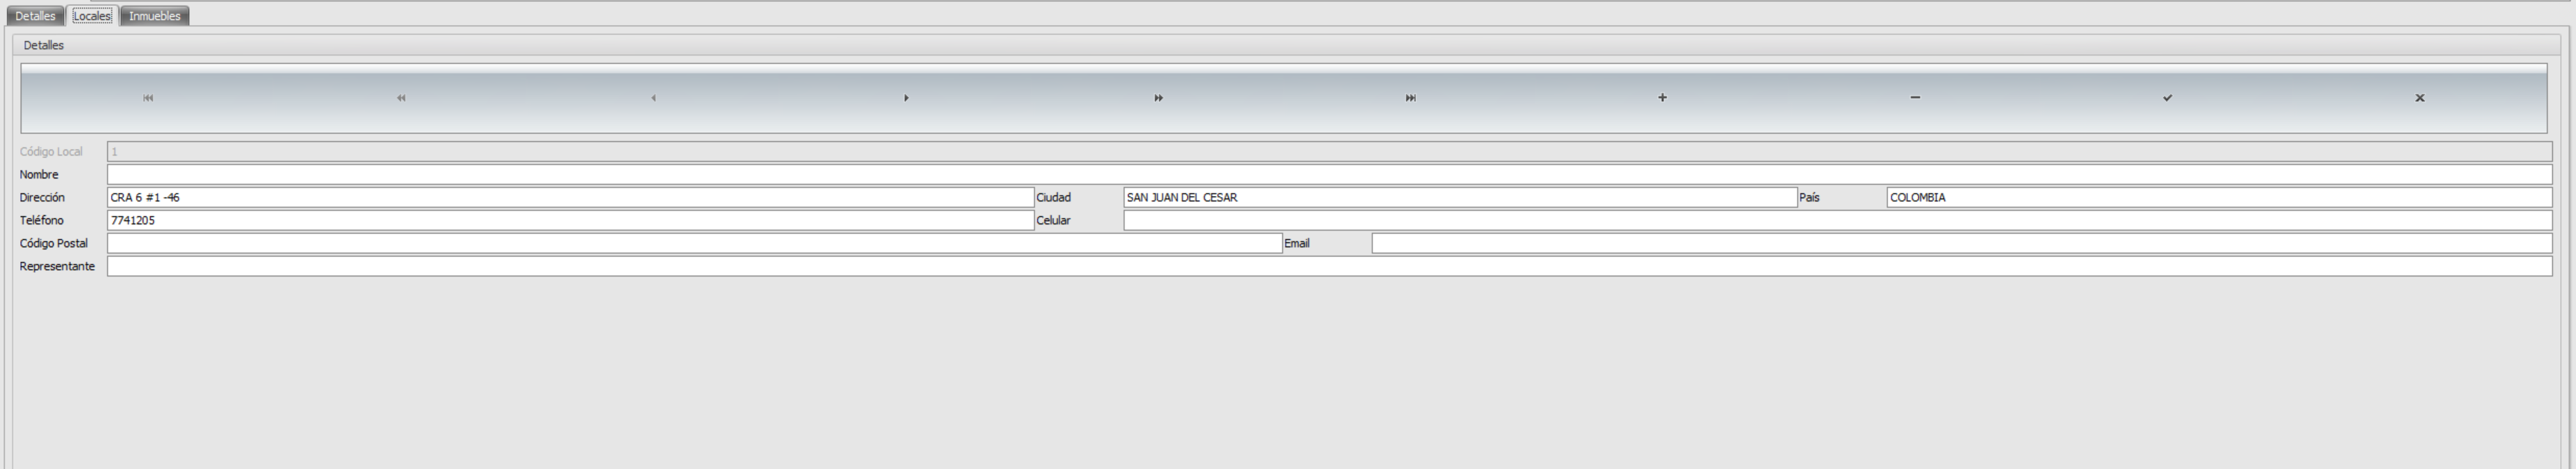 Detalles Locales Inmuebles
Detalles
Código Local 1
Nombre
Dirección CRA 6 #1 -46 Ciudad SAN JUAN DEL CESAR País COLOMBIA
Teléfono 7741205 Celular
Código Postal Email
Representante